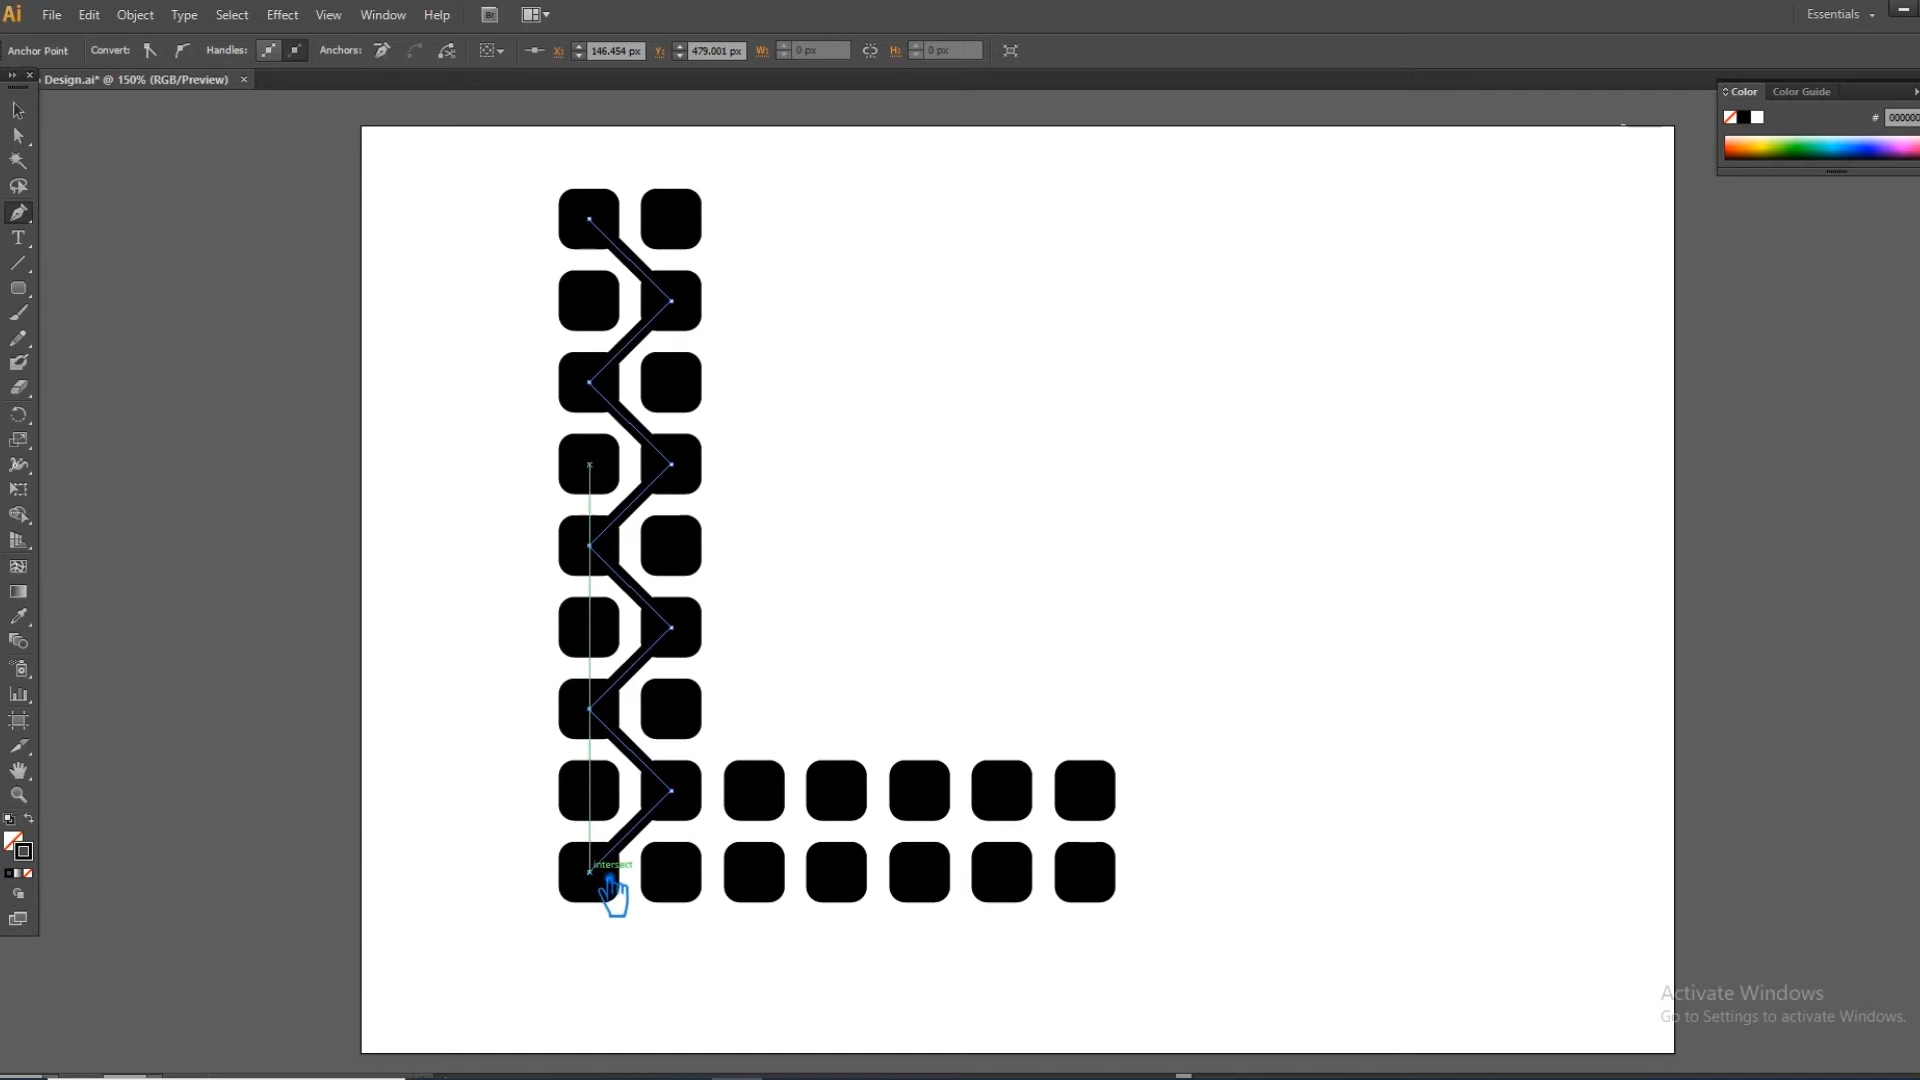 Ai File Edit Object Type Select Effect View Window Help Br Essentials
Anchor Point Convert: Handles: Anchors: X: 146.454 px Y: 479.001 px W: 0 px H: 0 px
Design.ai* @ 150% (RGB/Preview) ×
Color Color Guide
# 000000
T
intersect
Activate Windows
Go to Settings to activate Windows.